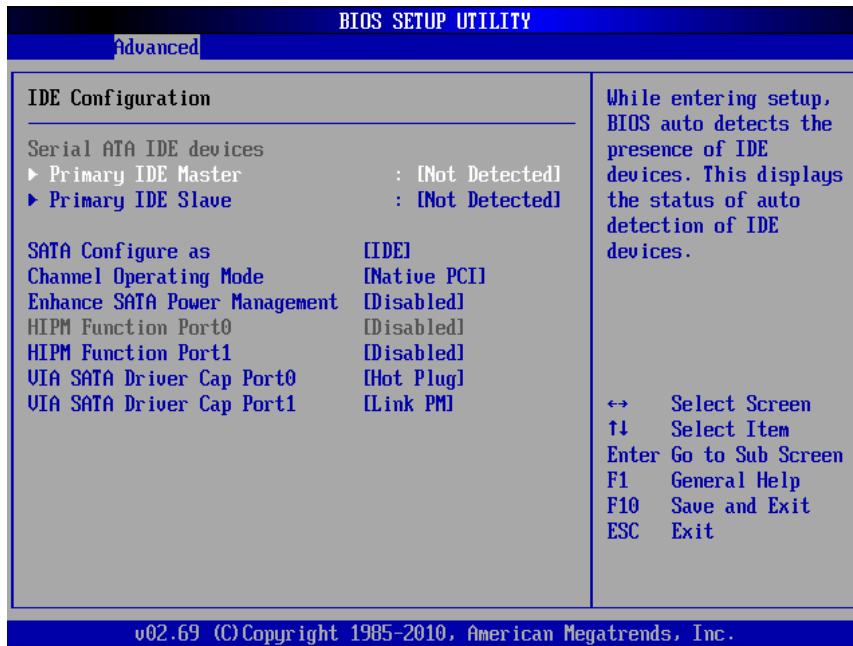 BIOS SETUP UTILITY
Advanced
IDE Configuration
Serial ATA IDE devices
▶ Primary IDE Master : [Not Detected]
▶ Primary IDE Slave : [Not Detected]
SATA Configure as [IDE]
Channel Operating Mode [Native PCI]
Enhance SATA Power Management [Disabled]
HIPM Function Port0 [Disabled]
HIPM Function Port1 [Disabled]
VIA SATA Driver Cap Port0 [Hot Plug]
VIA SATA Driver Cap Port1 [Link PM]
While entering setup,
BIOS auto detects the
presence of IDE
devices. This displays
the status of auto
detection of IDE
devices.
↔ Select Screen
↑↓ Select Item
Enter Go to Sub Screen
F1 General Help
F10 Save and Exit
ESC Exit
v02.69 (C)Copyright 1985-2010, American Megatrends, Inc.